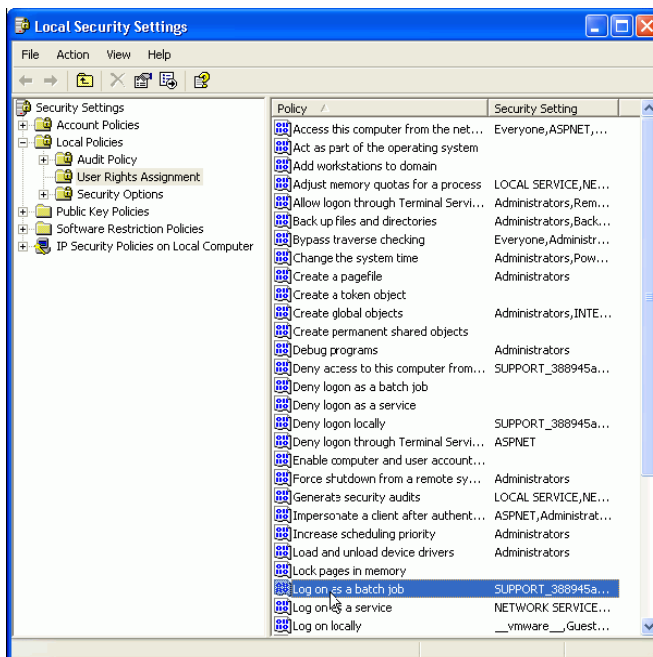 Local Security Settings
File Action View Help
Security Settings
Account Policies
Local Policies
Audit Policy
User Rights Assignment
Security Options
Public Key Policies
Software Restriction Policies
IP Security Policies on Local Computer
Policy Security Setting
Access this computer from the net... Everyone,ASPNET,...
Act as part of the operating system
Add workstations to domain
Adjust memory quotas for a process LOCAL SERVICE,NE...
Allow logon through Terminal Servi... Administrators,Rem...
Back up files and directories Administrators,Back...
Bypass traverse checking Everyone,Administr...
Change the system time Administrators,Pow...
Create a pagefile Administrators
Create a token object
Create global objects Administrators,INTE...
Create permanent shared objects
Debug programs Administrators
Deny access to this computer from... SUPPORT_388945a...
Deny logon as a batch job
Deny logon as a service
Deny logon locally SUPPORT_388945a...
Deny logon through Terminal Servi... ASPNET
Enable computer and user account...
Force shutdown from a remote sy... Administrators
Generate security audits LOCAL SERVICE,NE...
Impersonate a client after authent... ASPNET,Administrat...
Increase scheduling priority Administrators
Load and unload device drivers Administrators
Lock pages in memory
Log on as a batch job SUPPORT_388945a...
Log on as a service NETWORK SERVICE...
Log on locally __vmware__,Guest...